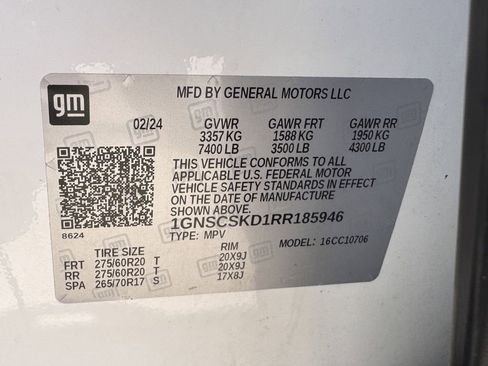 gm
MFD BY GENERAL MOTORS LLC
02/24 GVWR GAWR FRT GAWR RR
3357 KG 1588 KG 1950 KG
7400 LB 3500 LB 4300 LB
THIS VEHICLE CONFORMS TO ALL
APPLICABLE U.S. FEDERAL MOTOR
VEHICLE SAFETY STANDARDS IN EFFECT
ON THE DATE OF MANUFACTURE
SHOWN ABOVE.
1GNSCSKD1RR185946
8624 TYPE: MPV MODEL: 16CC10706
TIRE SIZE RIM
FRT 275/60R20 T 20X9J
RR 275/60R20 T 20X9J
SPA 265/70R17 S 17X8J